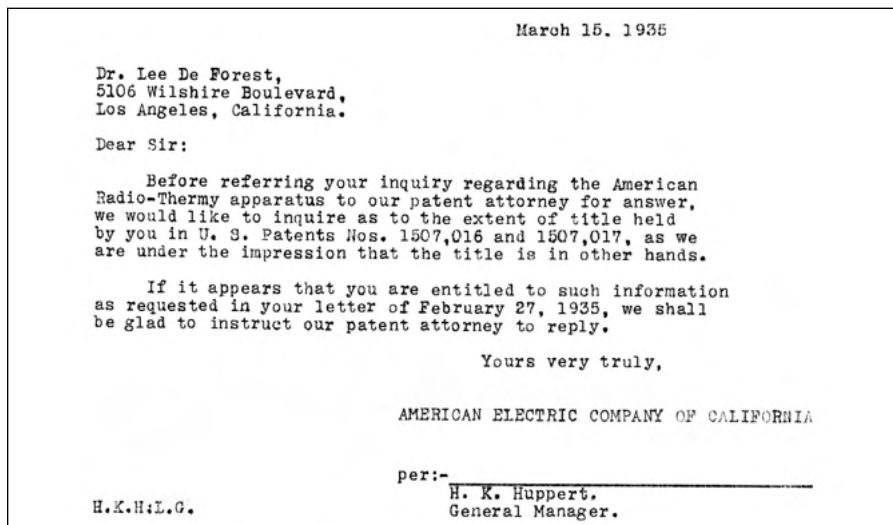 March 15. 1935
Dr. Lee De Forest,
5106 Wilshire Boulevard,
Los Angeles, California.
Dear Sir:
Before referring your inquiry regarding the American
Radio-Thermy apparatus to our patent attorney for answer,
we would like to inquire as to the extent of title held
by you in U. S. Patents Nos. 1507,016 and 1507,017, as we
are under the impression that the title is in other hands.
If it appears that you are entitled to such information
as requested in your letter of February 27, 1935, we shall
be glad to instruct our patent attorney to reply.
Yours very truly,
AMERICAN ELECTRIC COMPANY OF CALIFORNIA
per:-
H. K. Huppert.
General Manager.
H.K.H:L.G.